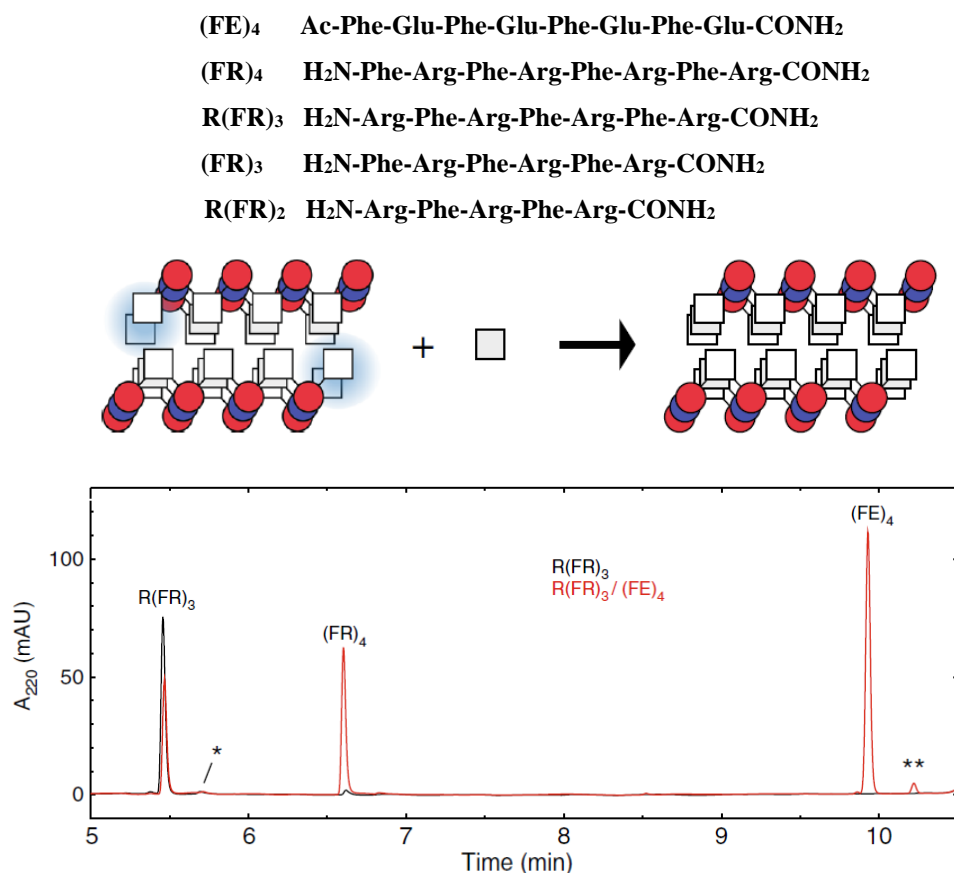 (FE)₄ Ac-Phe-Glu-Phe-Glu-Phe-Glu-Phe-Glu-CONH₂
(FR)₄ H₂N-Phe-Arg-Phe-Arg-Phe-Arg-Phe-Arg-CONH₂
R(FR)₃ H₂N-Arg-Phe-Arg-Phe-Arg-Phe-Arg-CONH₂
(FR)₃ H₂N-Phe-Arg-Phe-Arg-Phe-Arg-CONH₂
R(FR)₂ H₂N-Arg-Phe-Arg-Phe-Arg-CONH₂
+
(FE)₄
R(FR)₃
R(FR)₃ / (FE)₄
R(FR)₃
(FR)₄
*
**
100
50
0
A₂₂₀ (mAU)
5 6 7 8 9 10
Time (min)